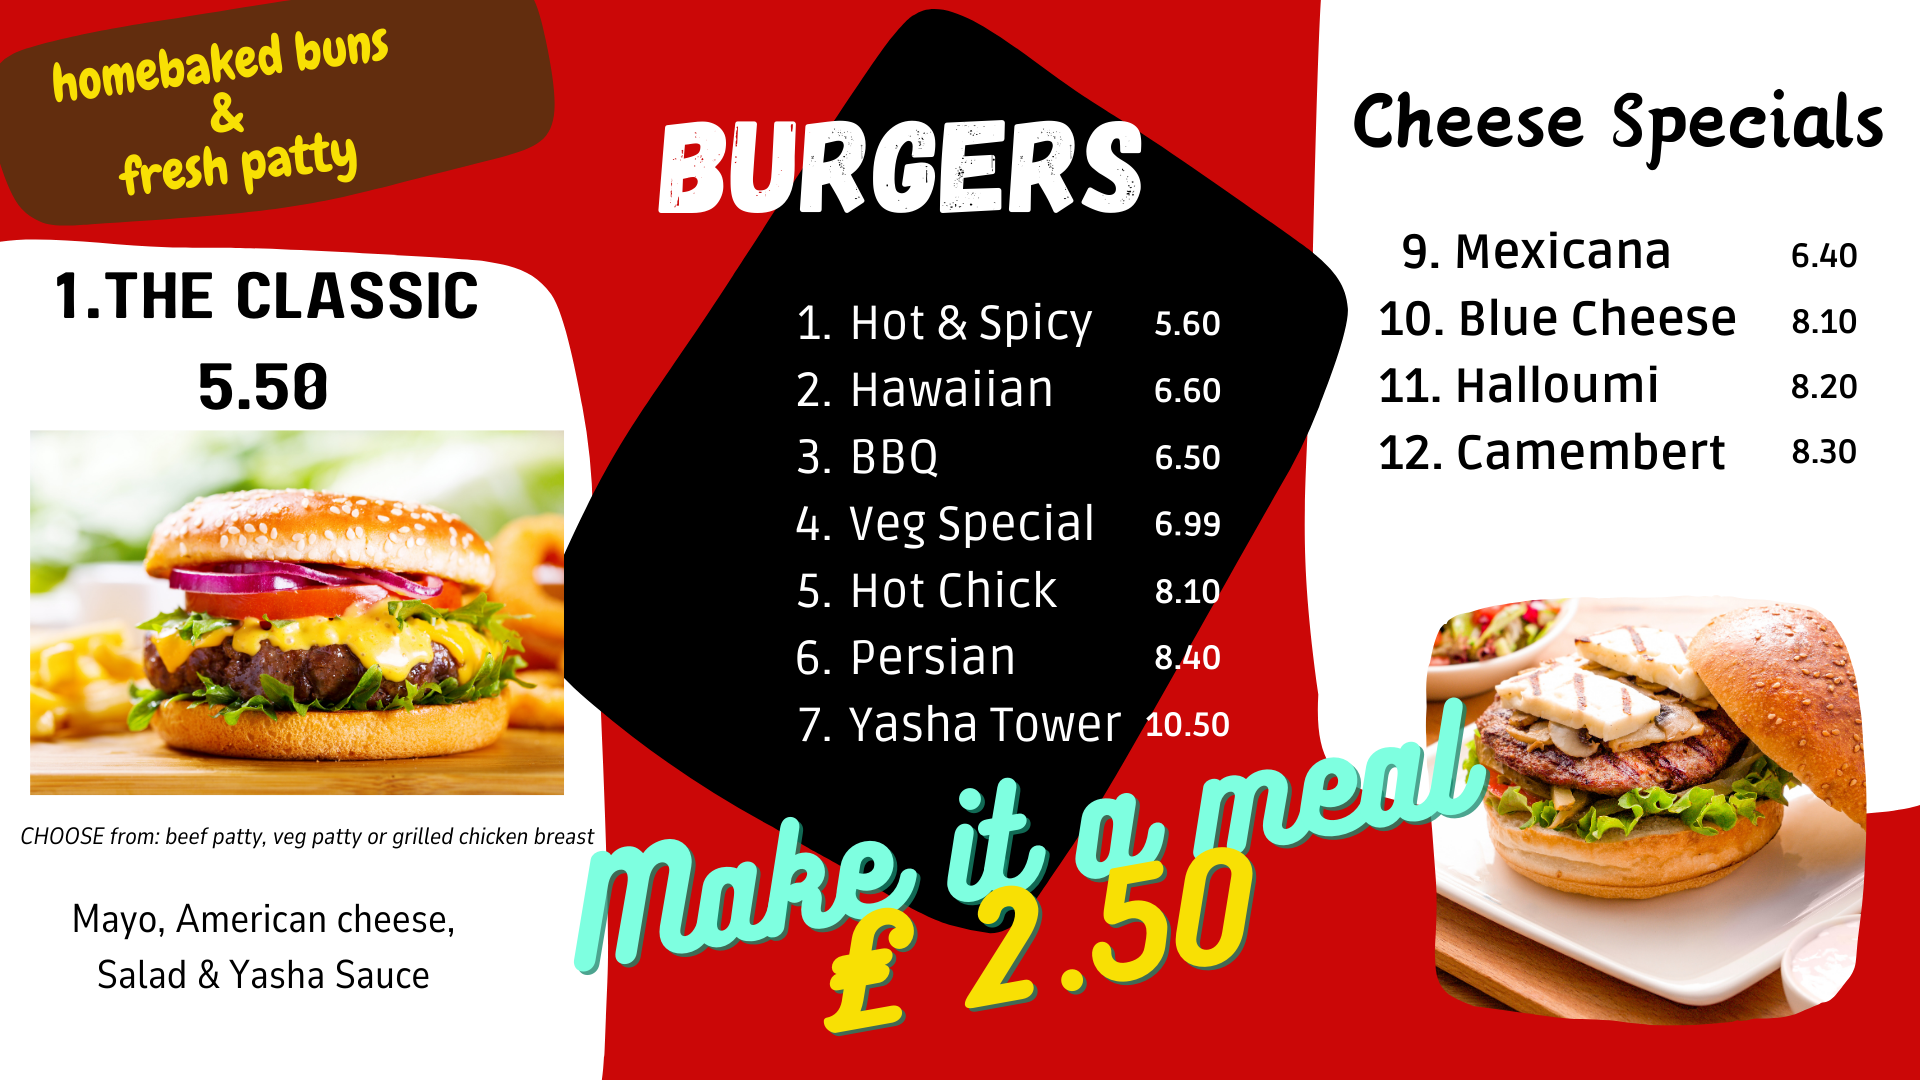 homebaked buns
&
fresh patty
1.THE CLASSIC
5.50
CHOOSE from: beef patty, veg patty or grilled chicken breast
Mayo, American cheese,
Salad & Yasha Sauce
BURGERS
1. Hot & Spicy 5.60
2. Hawaiian 6.60
3. BBQ 6.50
4. Veg Special 6.99
5. Hot Chick 8.10
6. Persian 8.40
7. Yasha Tower 10.50
Make it a meal
£ 2.50
Cheese Specials
9. Mexicana 6.40
10. Blue Cheese 8.10
11. Halloumi 8.20
12. Camembert 8.30